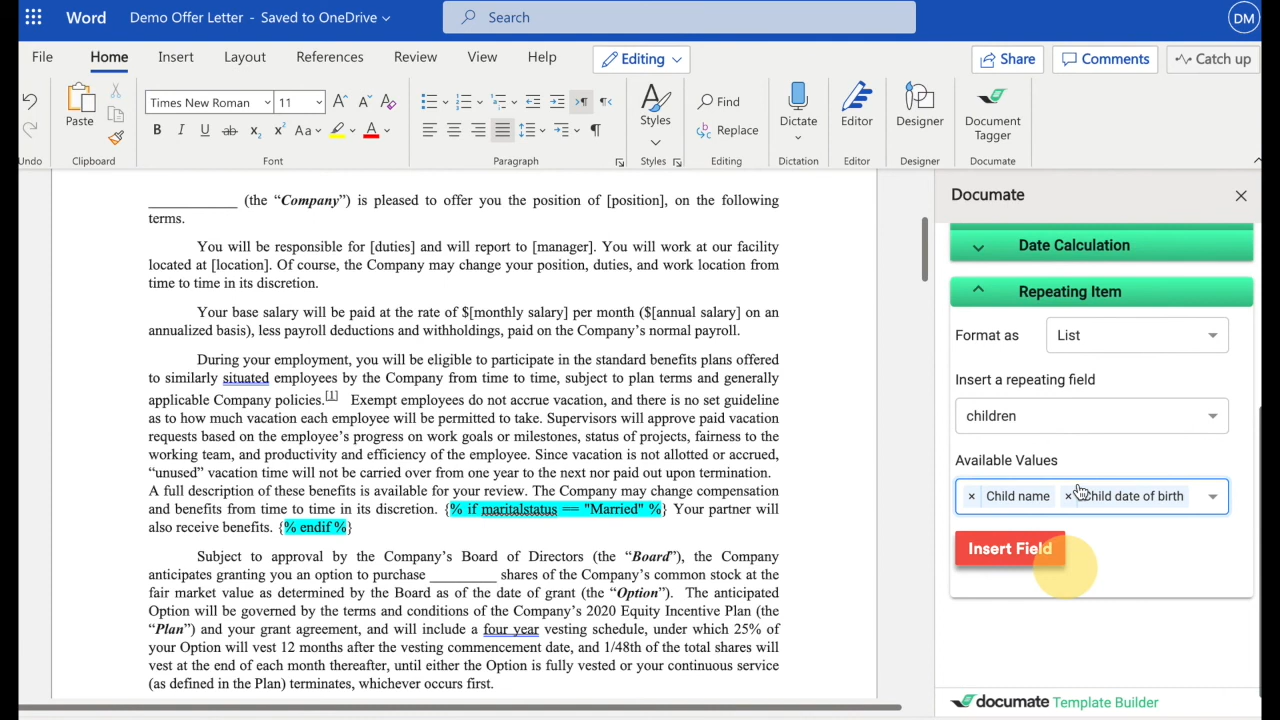 Word Demo Offer Letter - Saved to OneDrive Search DM
File Home Insert Layout References Review View Help Editing Share Comments Catch up
Times New Roman 11
Paste
B I U ab x₂ x² Aa A
Styles
Find
Replace
Dictate
Editor
Designer
Document
Tagger
Undo Clipboard Font Paragraph Styles Editing Dictation Editor Designer Documate
____________ (the “Company”) is pleased to offer you the position of [position], on the following
terms.
You will be responsible for [duties] and will report to [manager]. You will work at our facility
located at [location]. Of course, the Company may change your position, duties, and work location from
time to time in its discretion.
Your base salary will be paid at the rate of $[monthly salary] per month ($[annual salary] on an
annualized basis), less payroll deductions and withholdings, paid on the Company’s normal payroll.
During your employment, you will be eligible to participate in the standard benefits plans offered
to similarly situated employees by the Company from time to time, subject to plan terms and generally
applicable Company policies.[1] Exempt employees do not accrue vacation, and there is no set guideline
as to how much vacation each employee will be permitted to take. Supervisors will approve paid vacation
requests based on the employee’s progress on work goals or milestones, status of projects, fairness to the
working team, and productivity and efficiency of the employee. Since vacation is not allotted or accrued,
“unused” vacation time will not be carried over from one year to the next nor paid out upon termination.
A full description of these benefits is available for your review. The Company may change compensation
and benefits from time to time in its discretion. {% if maritalstatus == "Married" %} Your partner will
also receive benefits. {% endif %}
Subject to approval by the Company’s Board of Directors (the “Board”), the Company
anticipates granting you an option to purchase _________ shares of the Company’s common stock at the
fair market value as determined by the Board as of the date of grant (the “Option”). The anticipated
Option will be governed by the terms and conditions of the Company’s 2020 Equity Incentive Plan (the
“Plan”) and your grant agreement, and will include a four year vesting schedule, under which 25% of
your Option will vest 12 months after the vesting commencement date, and 1/48th of the total shares will
vest at the end of each month thereafter, until either the Option is fully vested or your continuous service
(as defined in the Plan) terminates, whichever occurs first.
Documate
Date Calculation
Repeating Item
Format as List
Insert a repeating field
children
Available Values
× Child name × Child date of birth
Insert Field
documate Template Builder